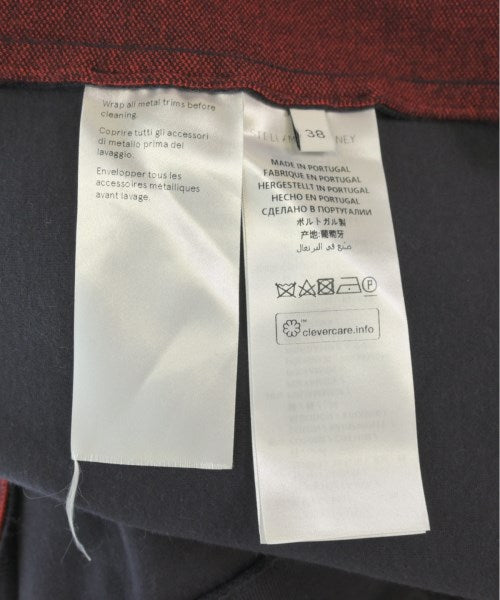 Wrap all metal trims before
cleaning.
Coprire tutti gli accessori
di metallo prima del
lavaggio.
Envelopper tous les
accessoires métalliques
avant lavage.
38
MADE IN PORTUGAL
FABRIQUE EN PORTUGAL
HERGESTELLT IN PORTUGAL
HECHO EN PORTUGAL
СДЕЛАНО В ПОРТУГАЛИИ
ポルトガル製
产地:葡萄牙
صنع في البرتغال
P
clevercare.info